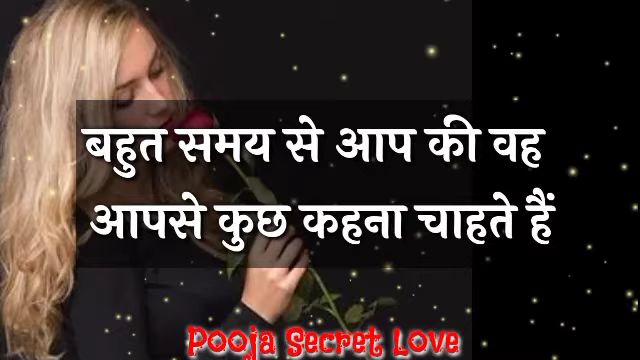 बहुत समय से आप की वह
आपसे कुछ कहना चाहते हैं
Pooja Secret Love